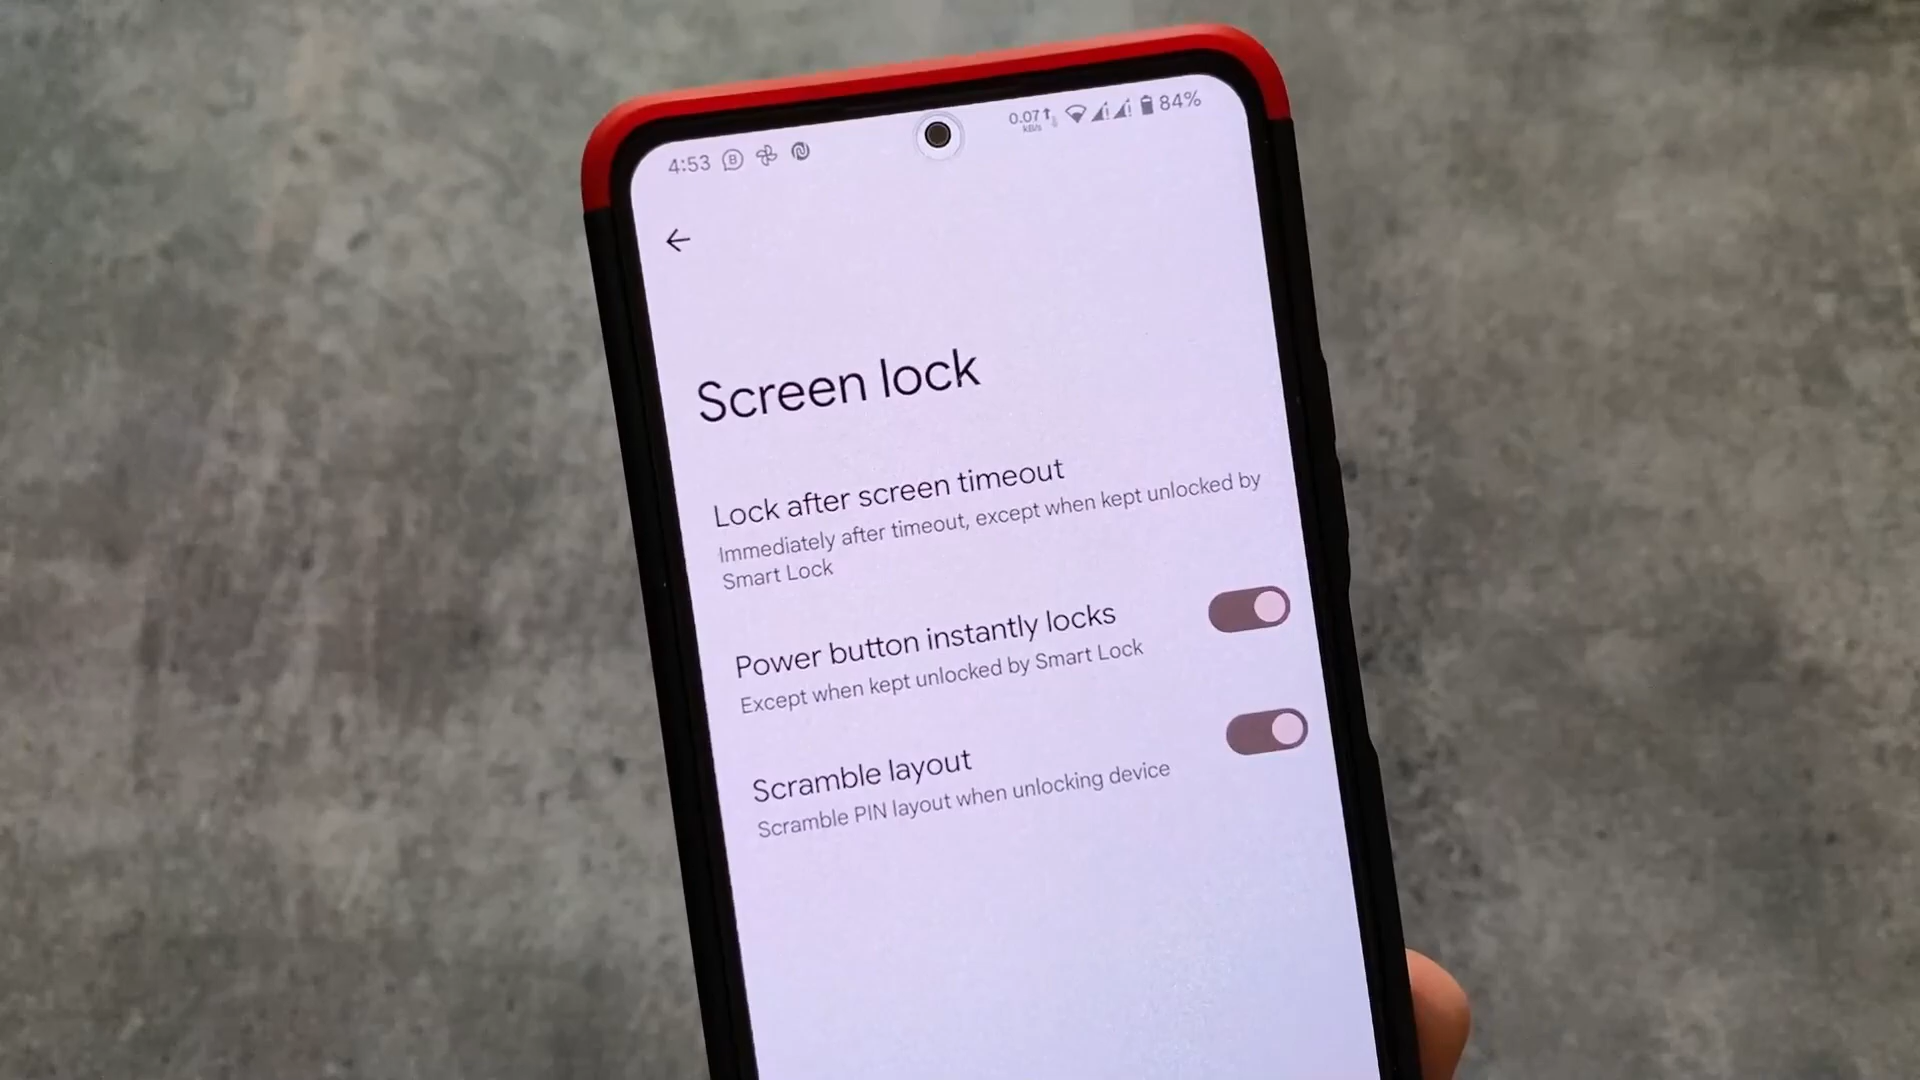 4:53
0.07
KB/s
84%
Screen lock
Lock after screen timeout
Immediately after timeout, except when kept unlocked by
Smart Lock
Power button instantly locks
Except when kept unlocked by Smart Lock
Scramble layout
Scramble PIN layout when unlocking device